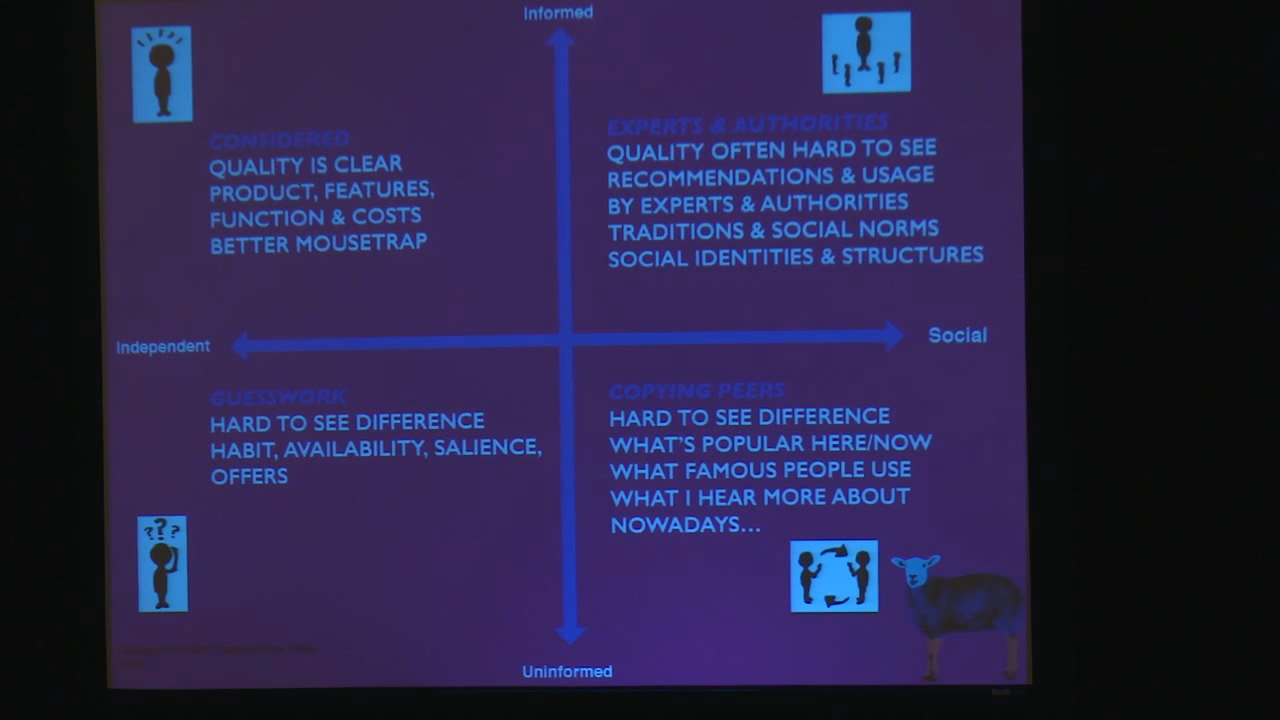 Informed
CONSIDERED
QUALITY IS CLEAR
PRODUCT, FEATURES,
FUNCTION & COSTS
BETTER MOUSETRAP
EXPERTS & AUTHORITIES
QUALITY OFTEN HARD TO SEE
RECOMMENDATIONS & USAGE
BY EXPERTS & AUTHORITIES
TRADITIONS & SOCIAL NORMS
SOCIAL IDENTITIES & STRUCTURES
Independent
Social
GUESSWORK
HARD TO SEE DIFFERENCE
HABIT, AVAILABILITY, SALIENCE,
OFFERS
COPYING PEERS
HARD TO SEE DIFFERENCE
WHAT'S POPULAR HERE/NOW
WHAT FAMOUS PEOPLE USE
WHAT I HEAR MORE ABOUT
NOWADAYS...
???
Uninformed